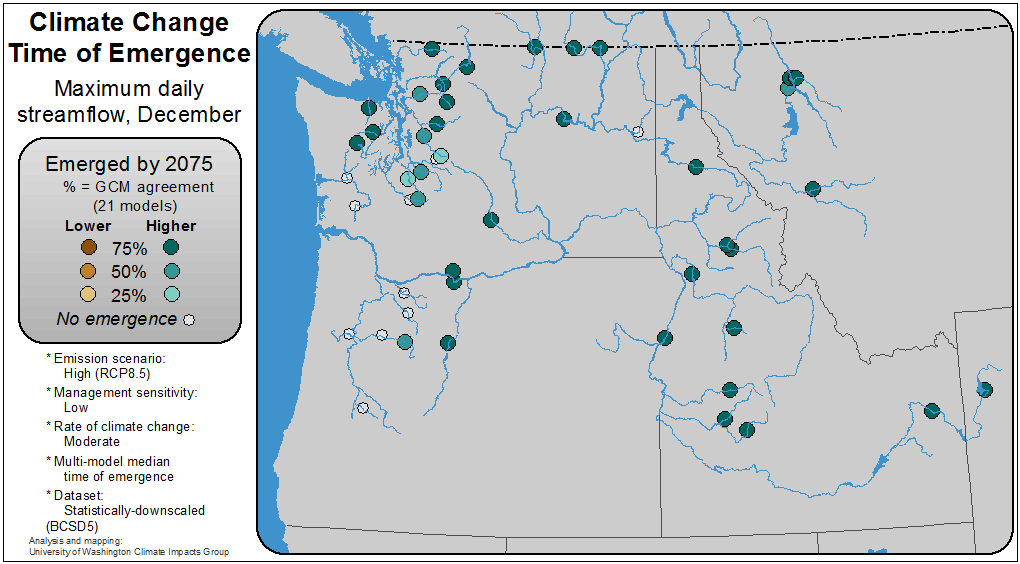 Climate Change
Time of Emergence
Maximum daily
streamflow, December
Emerged by 2075
% = GCM agreement
(21 models)
Lower Higher
75%
50%
25%
No emergence
* Emission scenario:
High (RCP8.5)
* Management sensitivity:
Low
* Rate of climate change:
Moderate
* Multi-model median
time of emergence
* Dataset:
Statistically-downscaled
(BCSD5)
Analysis and mapping:
University of Washington Climate Impacts Group